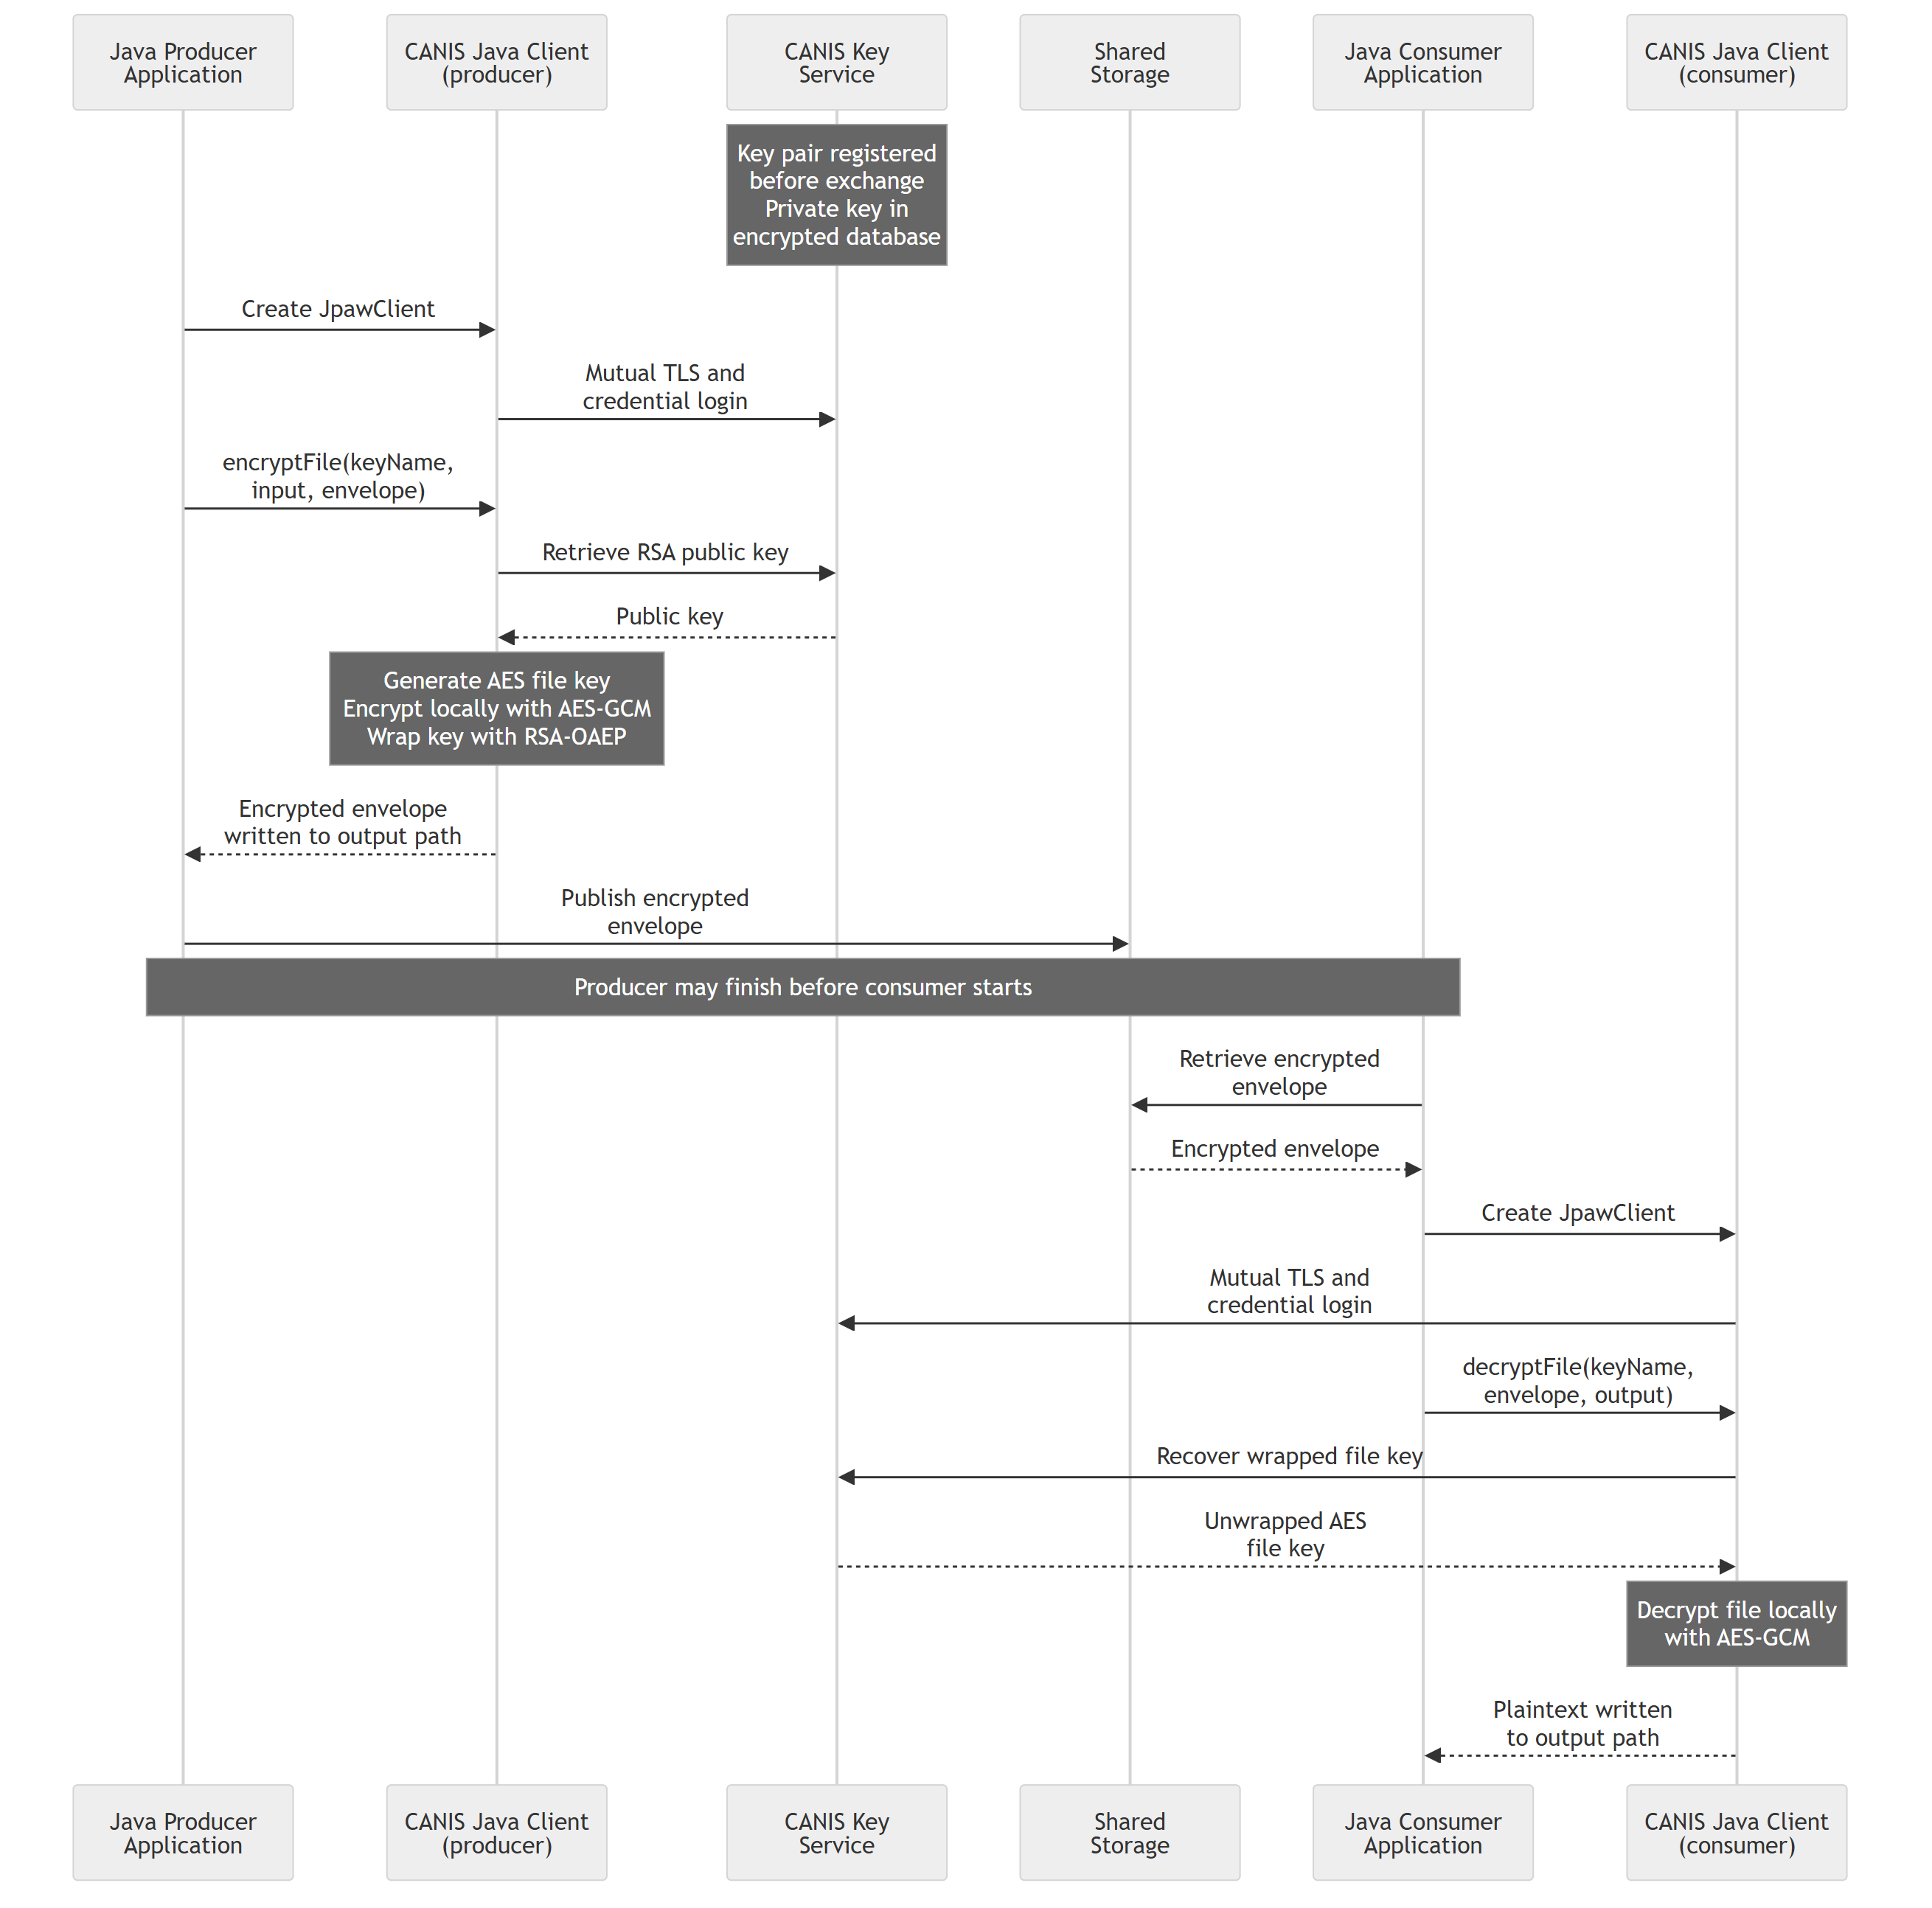 Java Producer
Application
CANIS Java Client
(producer)
CANIS Key
Service
Shared
Storage
Java Consumer
Application
CANIS Java Client
(consumer)
Key pair registered
before exchange
Private key in
encrypted database
Create JpawClient
Mutual TLS and
credential login
encryptFile(keyName,
input, envelope)
Retrieve RSA public key
Public key
Generate AES file key
Encrypt locally with AES-GCM
Wrap key with RSA-OAEP
Encrypted envelope
written to output path
Publish encrypted
envelope
Producer may finish before consumer starts
Retrieve encrypted
envelope
Encrypted envelope
Create JpawClient
Mutual TLS and
credential login
decryptFile(keyName,
envelope, output)
Recover wrapped file key
Unwrapped AES
file key
Decrypt file locally
with AES-GCM
Plaintext written
to output path
Java Producer
Application
CANIS Java Client
(producer)
CANIS Key
Service
Shared
Storage
Java Consumer
Application
CANIS Java Client
(consumer)